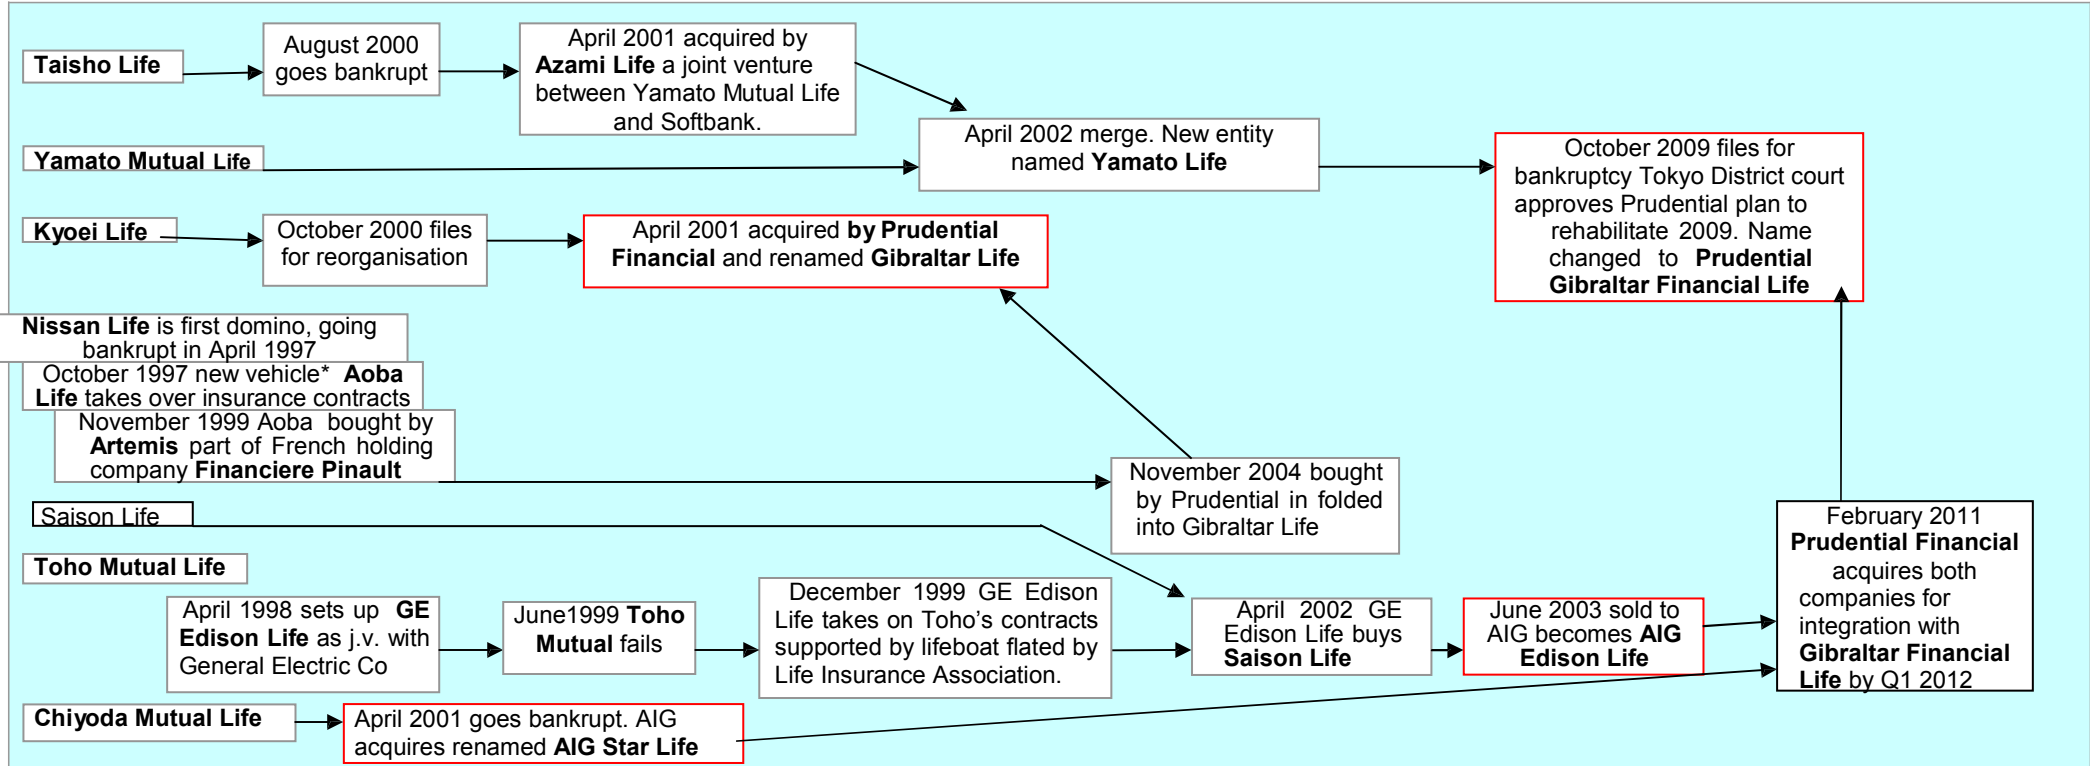 Taisho Life
August 2000
goes bankrupt
April 2001 acquired by
Azami Life a joint venture
between Yamato Mutual Life
and Softbank.
Yamato Mutual Life
April 2002 merge. New entity
named Yamato Life
October 2009 files for
bankruptcy Tokyo District court
approves Prudential plan to
rehabilitate 2009. Name
changed to Prudential
Gibraltar Financial Life
Kyoei Life
October 2000 files
for reorganisation
April 2001 acquired by Prudential
Financial and renamed Gibraltar Life
Nissan Life is first domino, going
bankrupt in April 1997
October 1997 new vehicle* Aoba
Life takes over insurance contracts
November 1999 Aoba bought by
Artemis part of French holding
company Financiere Pinault
November 2004 bought
by Prudential in folded
into Gibraltar Life
Saison Life
Toho Mutual Life
April 1998 sets up GE
Edison Life as j.v. with
General Electric Co
June1999 Toho
Mutual fails
December 1999 GE Edison
Life takes on Toho's contracts
supported by lifeboat flated by
Life Insurance Association.
April 2002 GE
Edison Life buys
Saison Life
June 2003 sold to
AIG becomes AIG
Edison Life
February 2011
Prudential Financial
acquires both
companies for
integration with
Gibraltar Financial
Life by Q1 2012
Chiyoda Mutual Life
April 2001 goes bankrupt. AIG
acquires renamed AIG Star Life